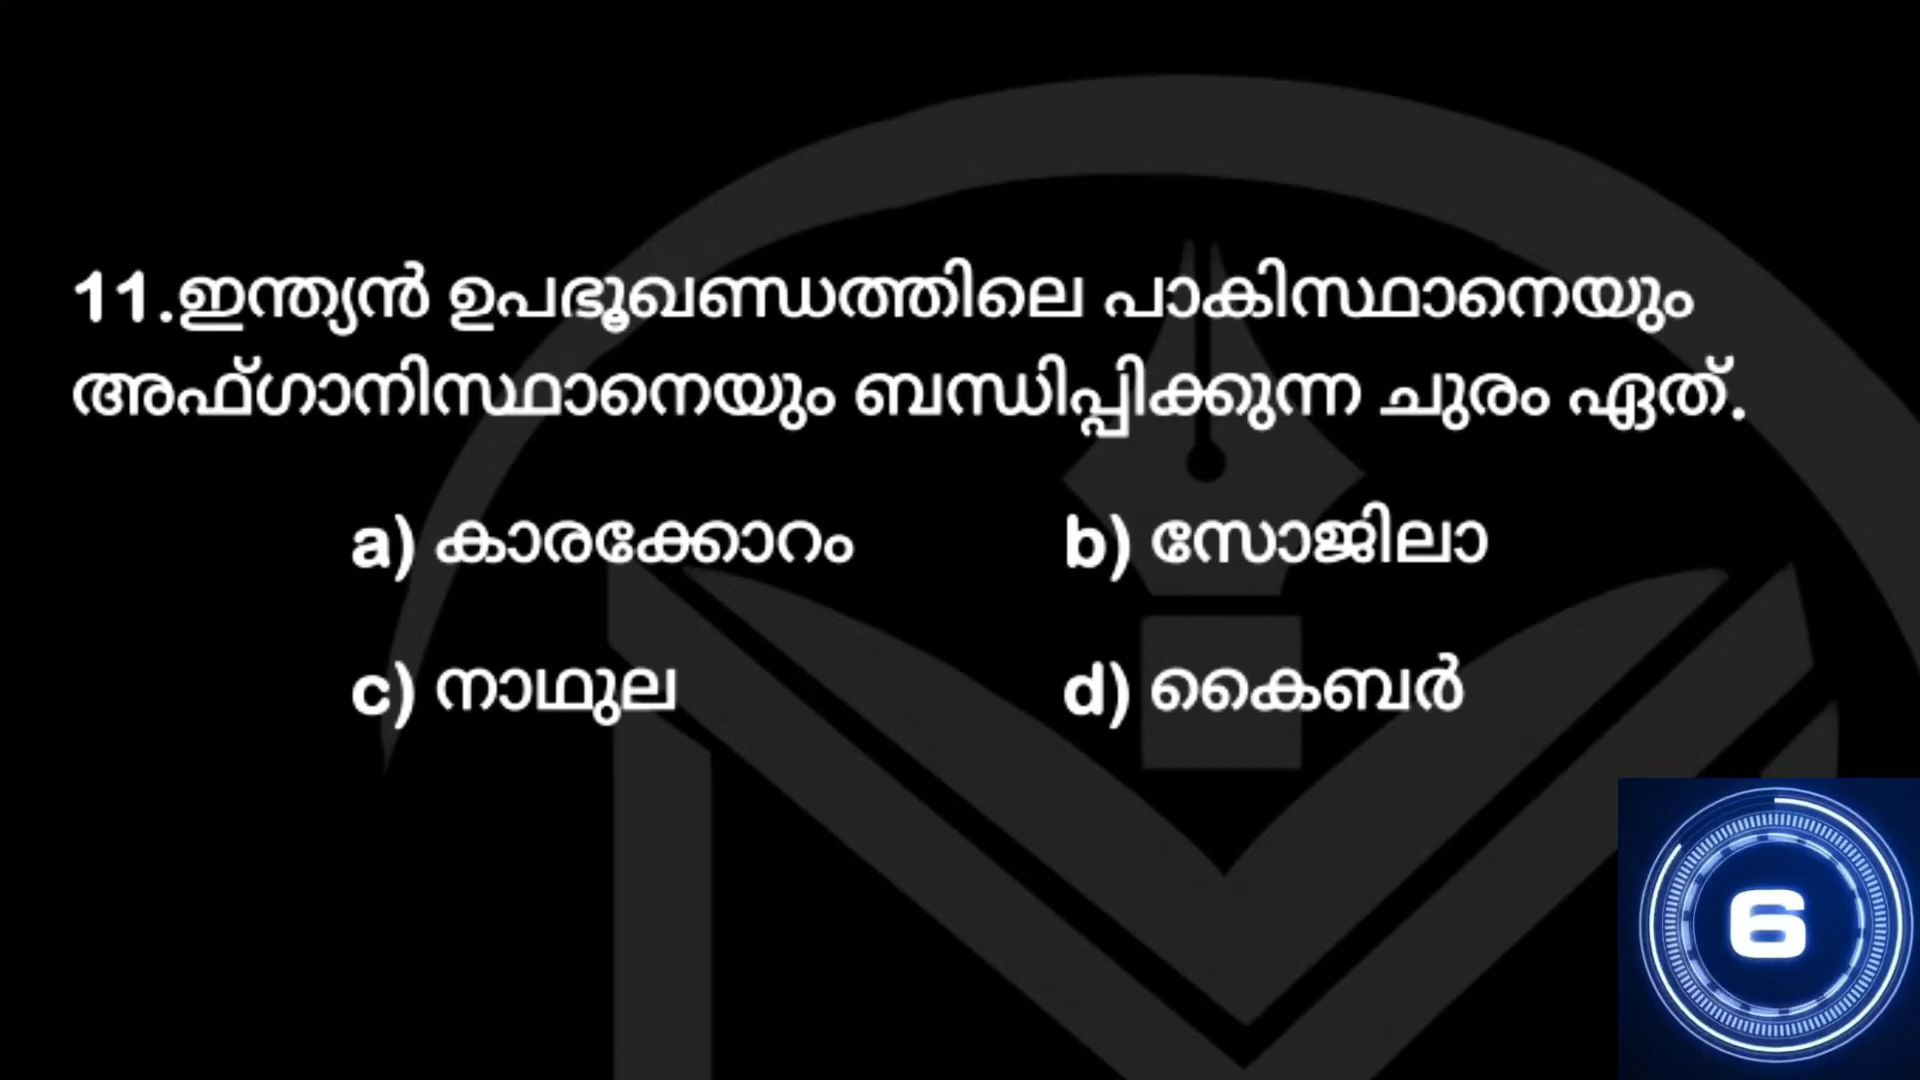 11.ഇന്ത്യൻ ഉപഭൂഖണ്ഡത്തിലെ പാകിസ്ഥാനെയും
അഫ്ഗാനിസ്ഥാനെയും ബന്ധിപ്പിക്കുന്ന ചുരം ഏത്.
a) കാരക്കോറം b) സോജിലാ
c) നാഥുല d) കൈബർ
6